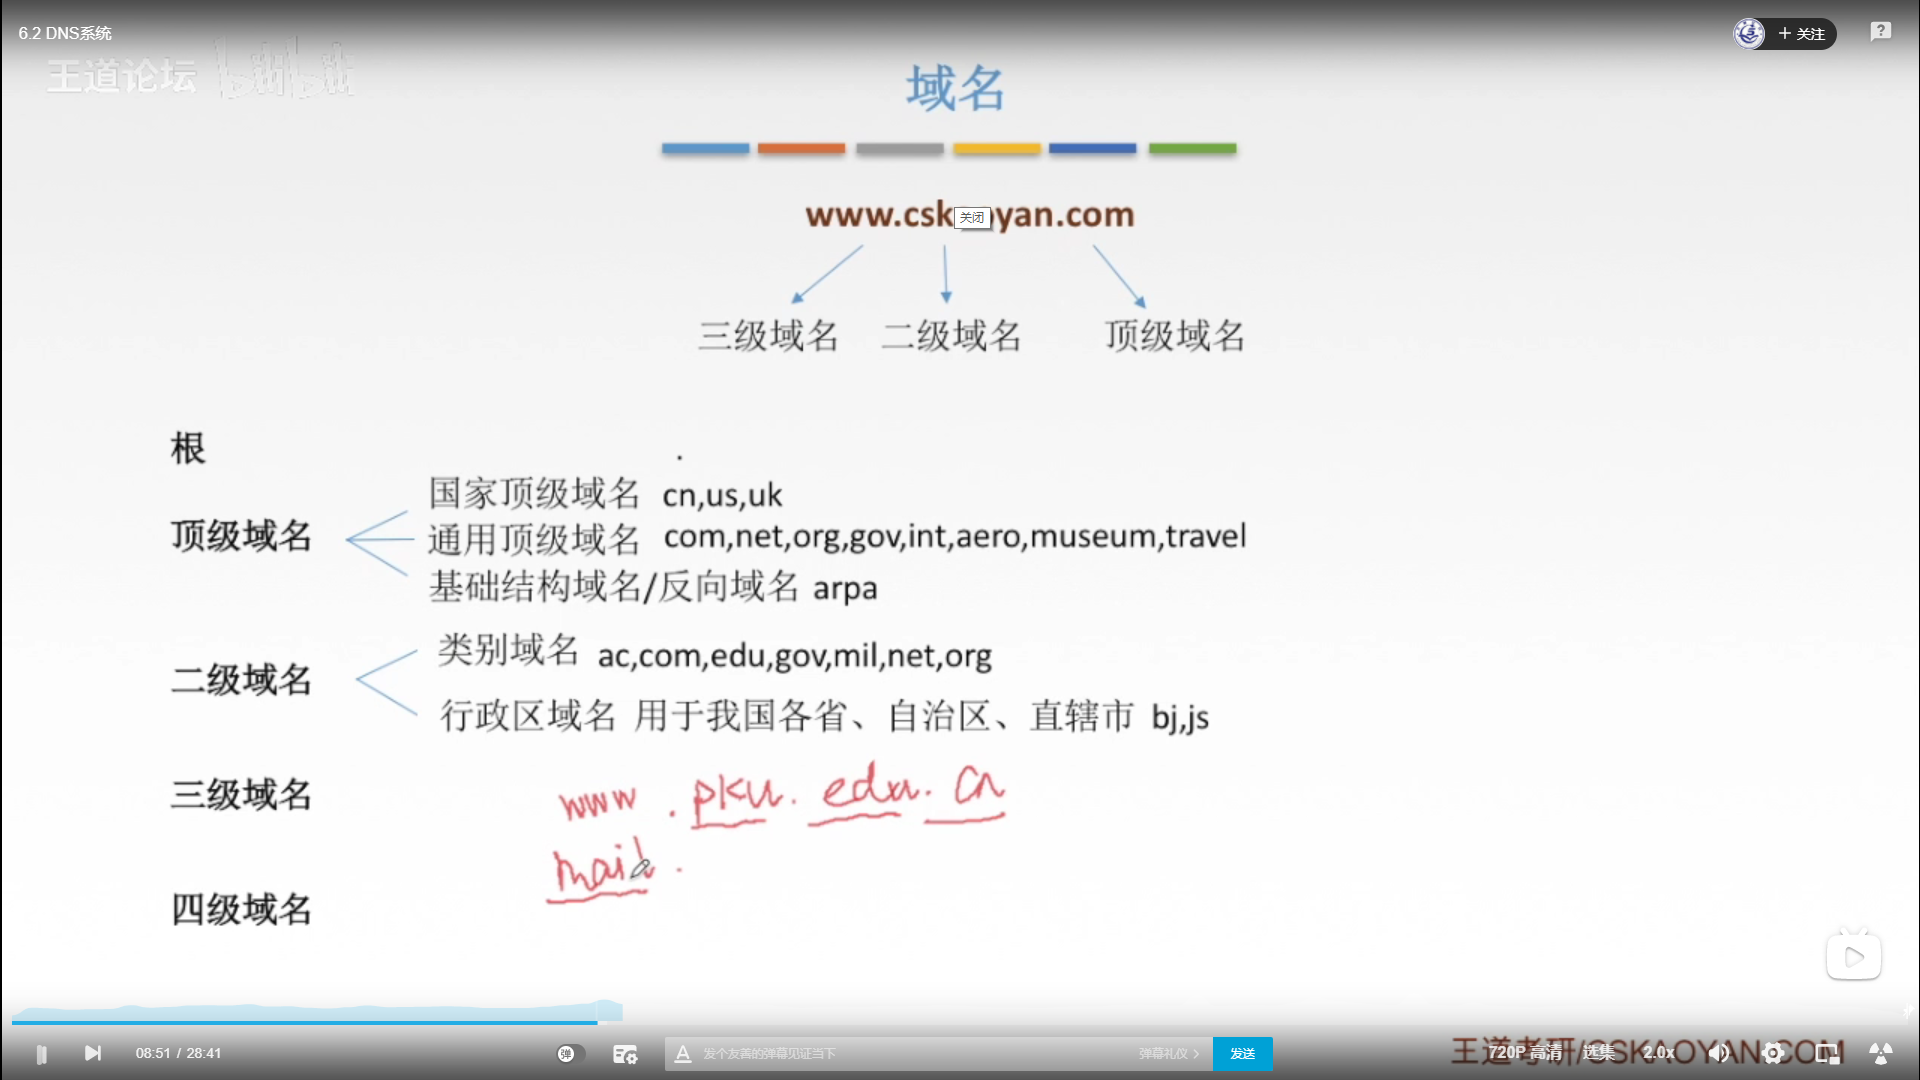 6.2 DNS系统
+ 关注
王道论坛 bilibili
域名
www.cskaoyan.com
关闭
三级域名 二级域名 顶级域名
根 .
顶级域名
国家顶级域名 cn,us,uk
通用顶级域名 com,net,org,gov,int,aero,museum,travel
基础结构域名/反向域名 arpa
二级域名
类别域名 ac,com,edu,gov,mil,net,org
行政区域名 用于我国各省、自治区、直辖市 bj,js
三级域名
www.pku.edu.cn
mail.
四级域名
08:51 / 28:41
弹
发个友善的弹幕见证当下
弹幕礼仪 >
发送
王道考研/CSKAOYAN.COM
720P 高清 选集 2.0x